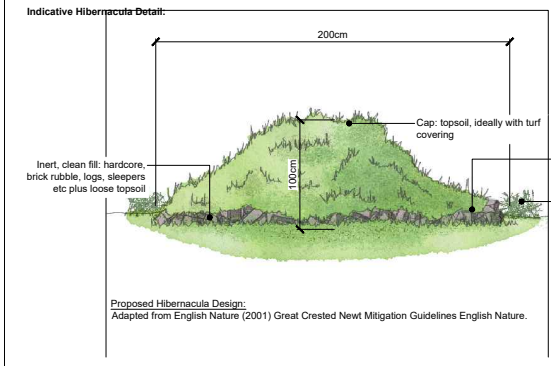 Indicative Hibernacula Detail:
200cm
Cap: topsoil, ideally with turf
covering
Inert, clean fill: hardcore,
brick rubble, logs, sleepers
etc plus loose topsoil
100cm
Proposed Hibernacula Design:
Adapted from English Nature (2001) Great Crested Newt Mitigation Guidelines English Nature.